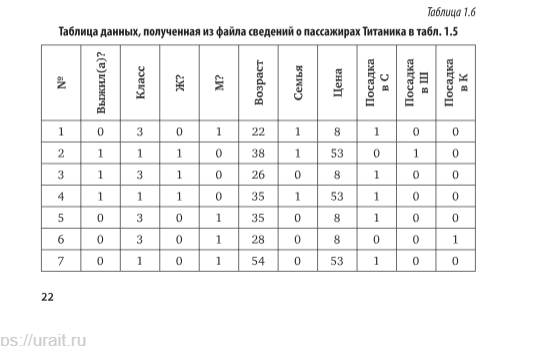 Таблица 1.6
Таблица данных, полученная из файла сведений о пассажирах Титаника в табл. 1.5
№ Выжил(а)? Класс Ж? М? Возраст Семья Цена Посадка в С Посадка в Ш Посадка в К
1 0 3 0 1 22 1 8 1 0 0
2 1 1 1 0 38 1 53 0 1 0
3 1 3 1 0 26 0 8 1 0 0
4 1 1 1 0 35 1 53 1 0 0
5 0 3 0 1 35 0 8 1 0 0
6 0 3 0 1 28 0 8 0 0 1
7 0 1 0 1 54 0 53 1 0 0
22
ps://urait.ru